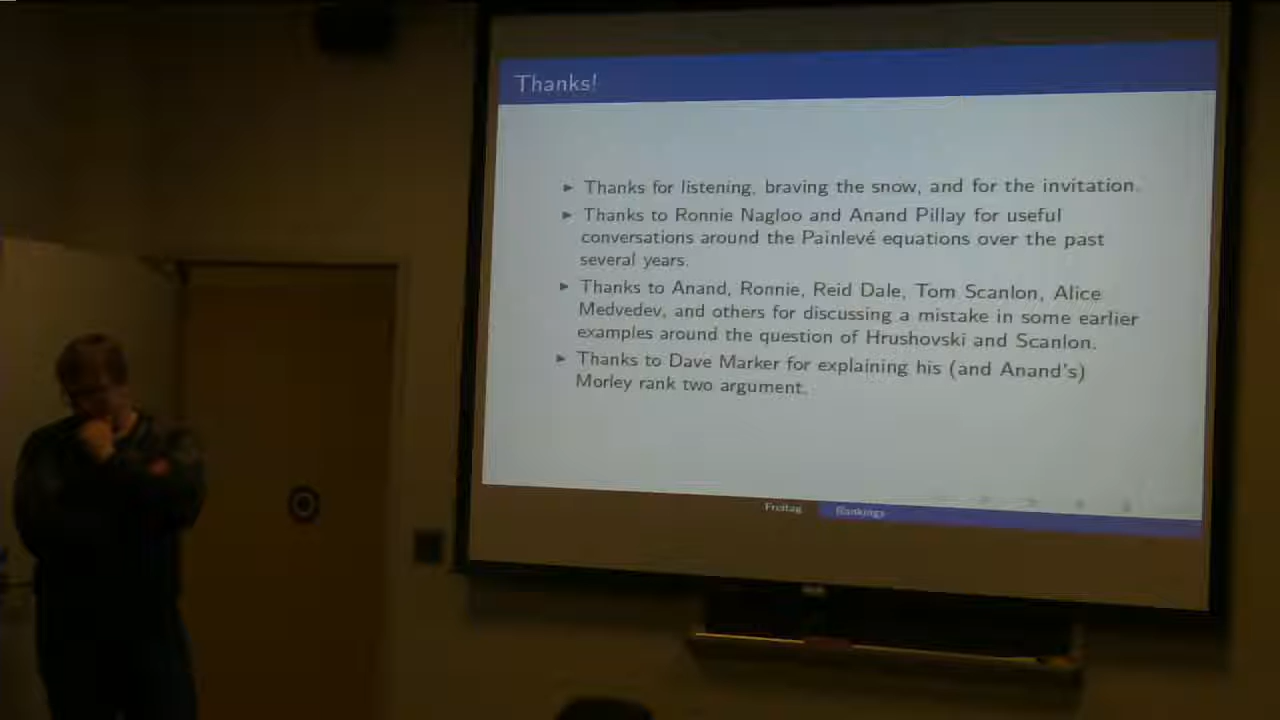 Thanks!
▶ Thanks for listening, braving the snow, and for the invitation.
▶ Thanks to Ronnie Nagloo and Anand Pillay for useful
conversations around the Painlevé equations over the past
several years.
▶ Thanks to Anand, Ronnie, Reid Dale, Tom Scanlon, Alice
Medvedev, and others for discussing a mistake in some earlier
examples around the question of Hrushovski and Scanlon.
▶ Thanks to Dave Marker for explaining his (and Anand's)
Morley rank two argument.
Freitag Rankings